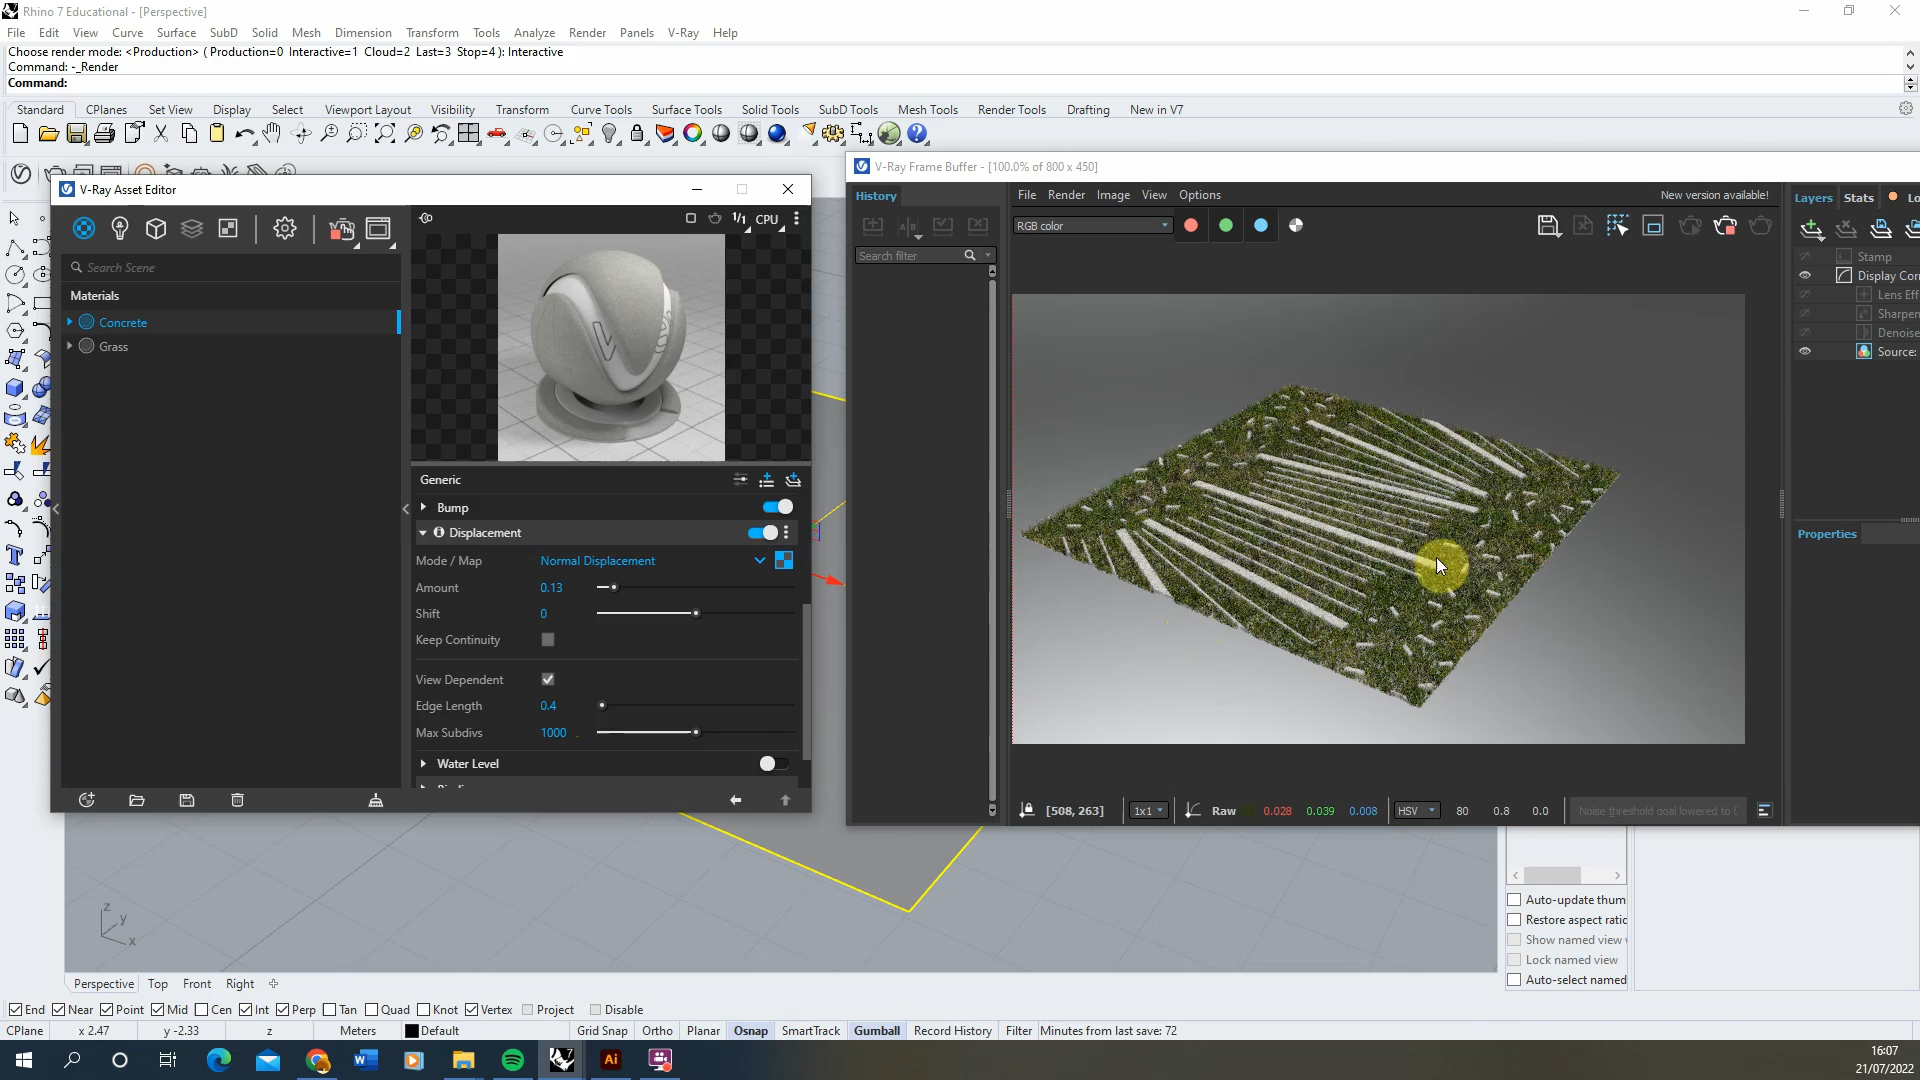 Rhino 7 Educational - [Perspective]
File Edit View Curve Surface SubD Solid Mesh Dimension Transform Tools Analyze Render Panels V-Ray Help
Choose render mode: <Production> ( Production=0 Interactive=1 Cloud=2 Last=3 Stop=4 ): Interactive
Command: -_Render
Command:
Standard CPlanes Set View Display Select Viewport Layout Visibility Transform Curve Tools Surface Tools Solid Tools SubD Tools Mesh Tools Render Tools Drafting New in V7
V-Ray Asset Editor
1/1 CPU
Search Scene
Materials
Concrete
Grass
Generic
Bump
Displacement
Mode / Map Normal Displacement
Amount 0.13
Shift 0
Keep Continuity
View Dependent
Edge Length 0.4
Max Subdivs 1000
Water Level
V-Ray Frame Buffer - [100.0% of 800 x 450]
History
File Render Image View Options
New version available!
RGB color
Search filter
Layers Stats Lo
Stamp
Display Corr
Lens Eff
Sharpen
Denoise
Source:
Properties
[508, 263] 1x1 Raw 0.028 0.039 0.008 HSV 80 0.8 0.0 Noise threshold goal lowered to
Auto-update thum
Restore aspect ratio
Show named view
Lock named view
Auto-select named
z
y
x
Perspective Top Front Right
End Near Point Mid Cen Int Perp Tan Quad Knot Vertex Project Disable
CPlane x 2.47 y -2.33 z Meters Default Grid Snap Ortho Planar Osnap SmartTrack Gumball Record History Filter Minutes from last save: 72
16:07
21/07/2022